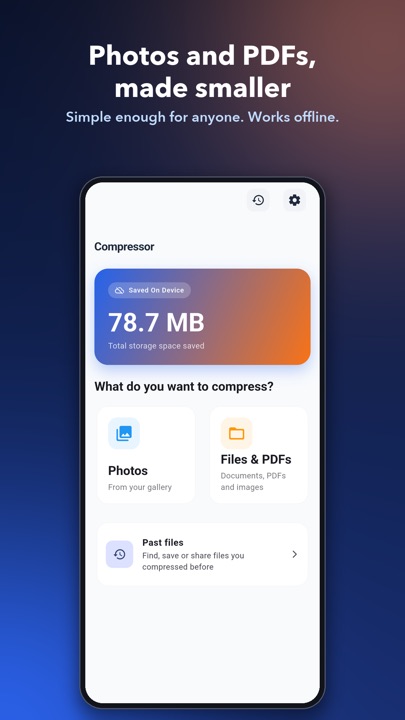 Photos and PDFs,
made smaller
Simple enough for anyone. Works offline.
Compressor
Saved On Device
78.7 MB
Total storage space saved
What do you want to compress?
Photos
From your gallery
Files & PDFs
Documents, PDFs
and images
Past files
Find, save or share files you
compressed before